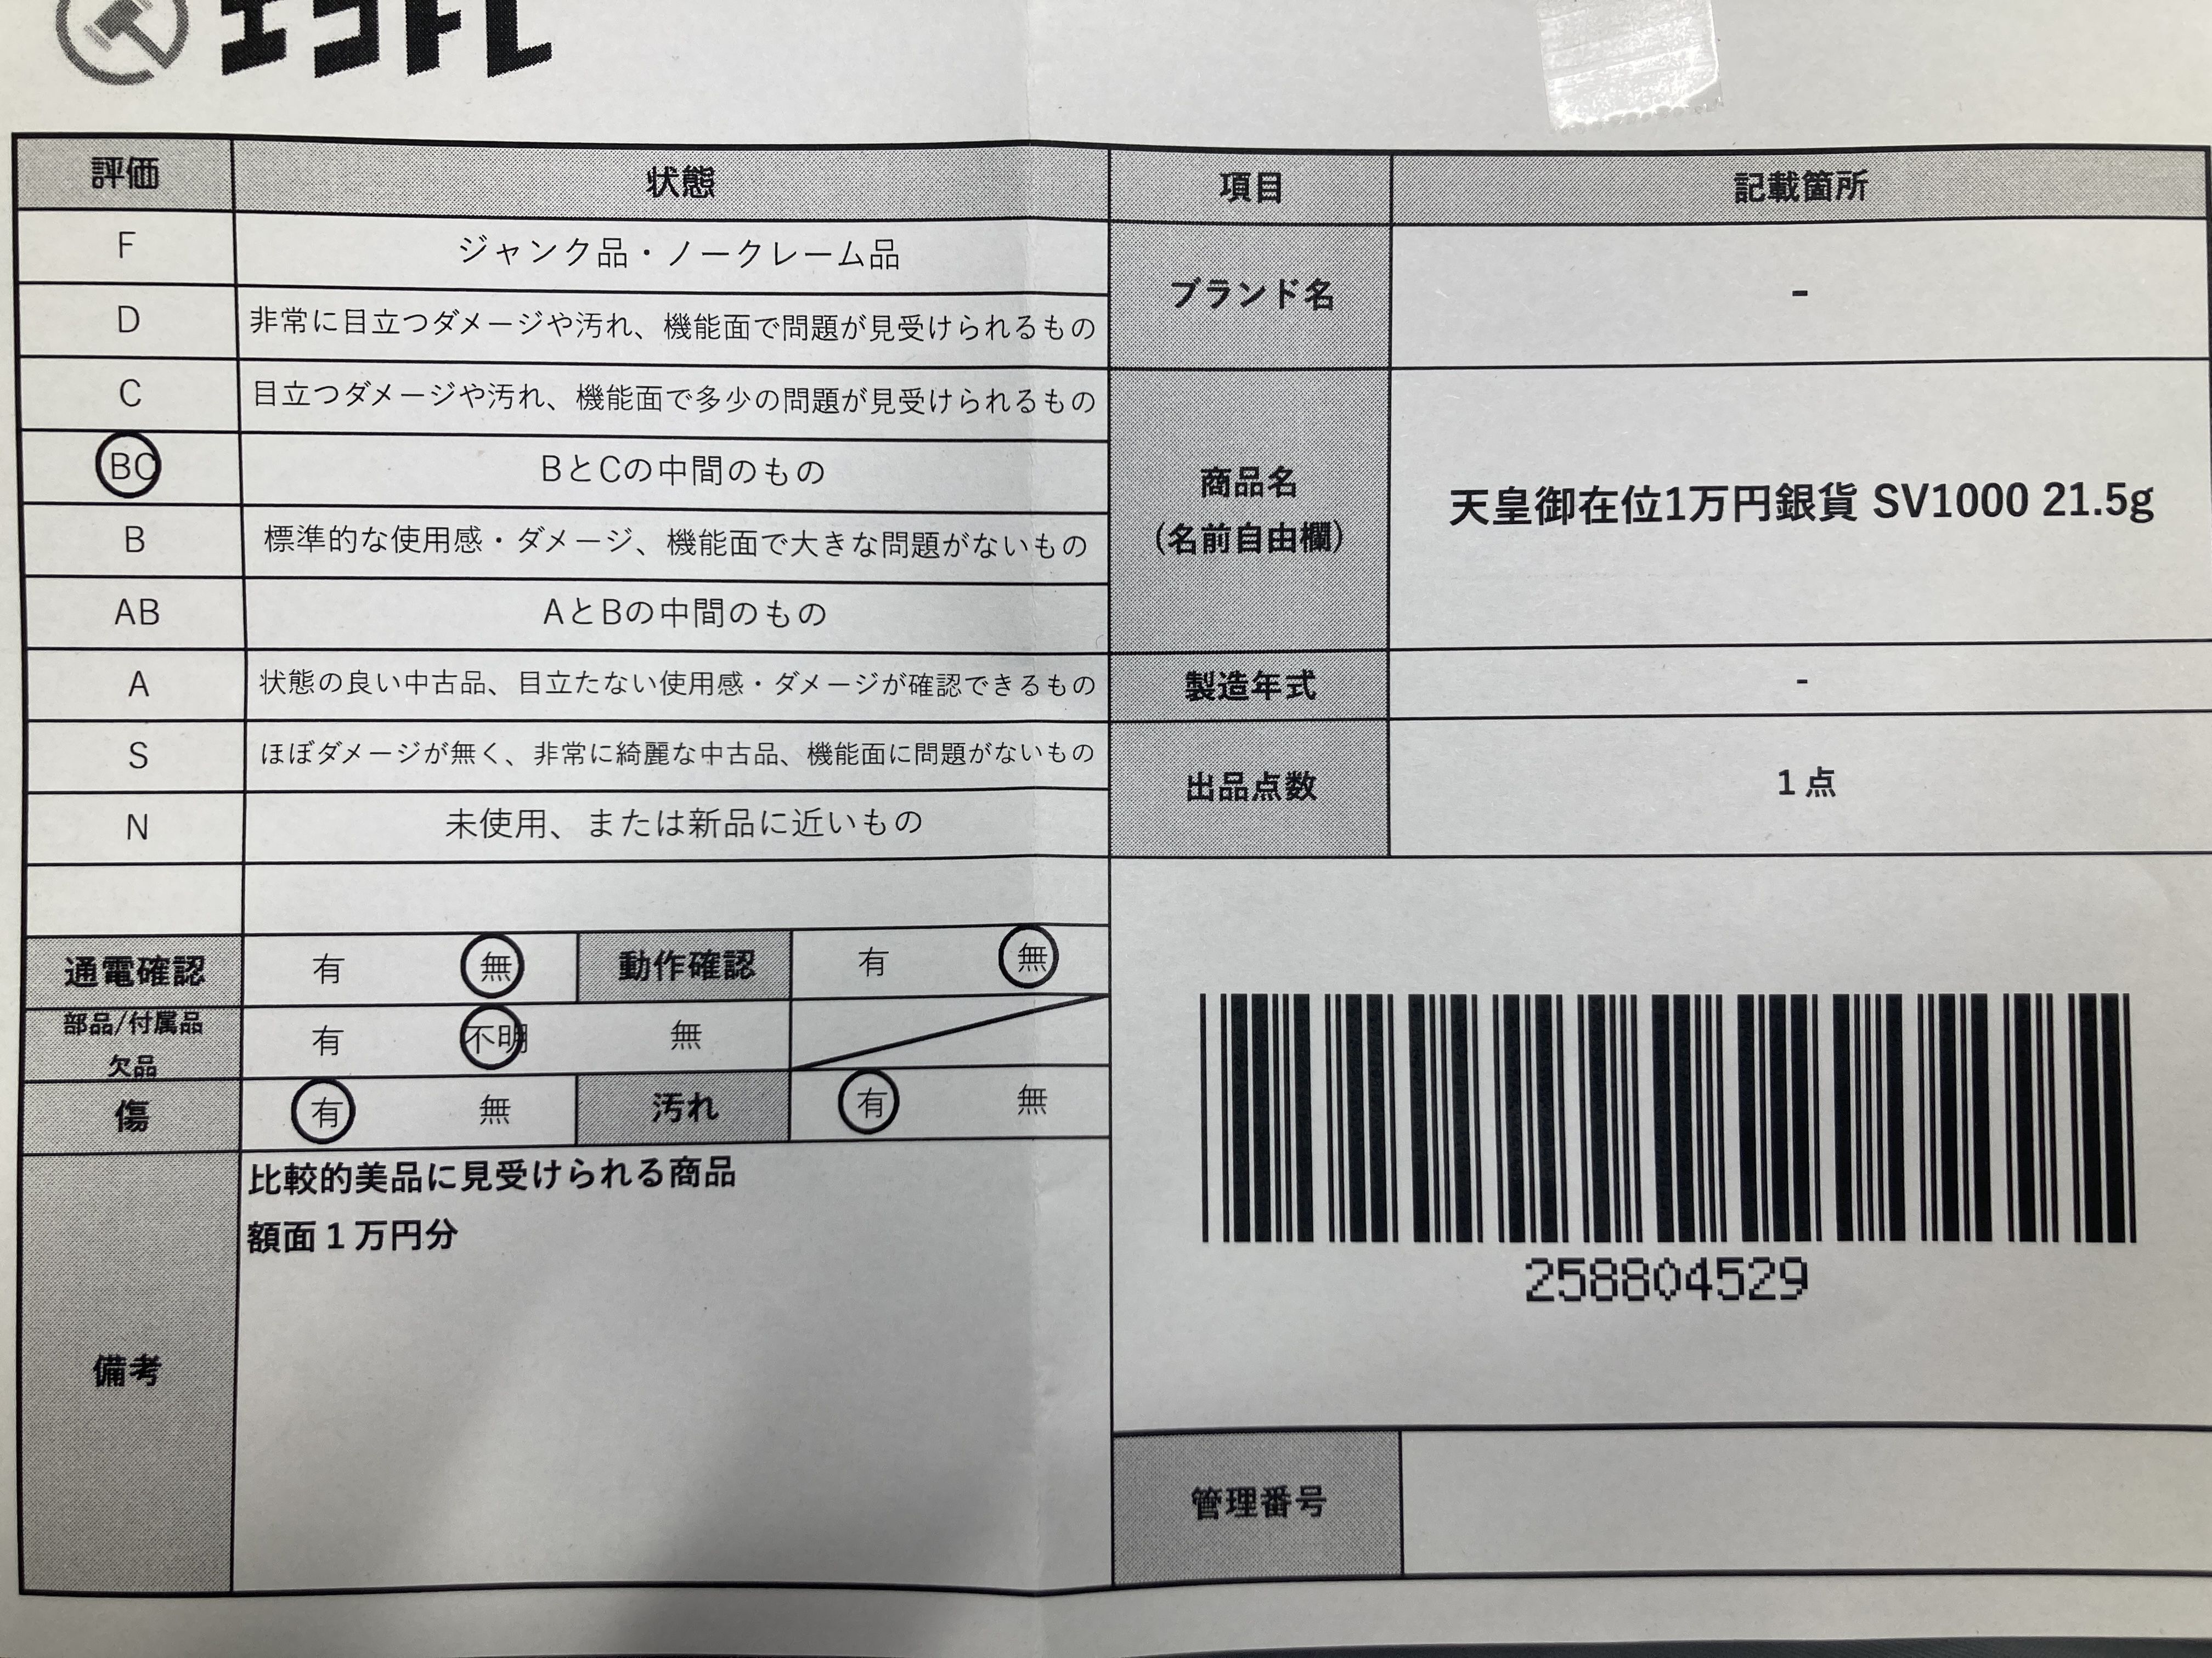 エコトレ
評価 状態 項目 記載箇所
F ジャンク品・ノークレーム品
D 非常に目立つダメージや汚れ、機能面で問題が見受けられるもの
ブランド名 -
C 目立つダメージや汚れ、機能面で多少の問題が見受けられるもの
BC BとCの中間のもの
商品名
(名前自由欄)
天皇御在位1万円銀貨 SV1000 21.5g
B 標準的な使用感・ダメージ、機能面で大きな問題がないもの
AB AとBの中間のもの
A 状態の良い中古品、目立たない使用感・ダメージが確認できるもの
製造年式 -
S ほぼダメージが無く、非常に綺麗な中古品、機能面に問題がないもの
出品点数 1点
N 未使用、または新品に近いもの
通電確認 有 無 動作確認 有 無
部品/付属品
欠品
有 不明 無
傷 有 無 汚れ 有 無
備考
比較的美品に見受けられる商品
額面1万円分
258804529
管理番号